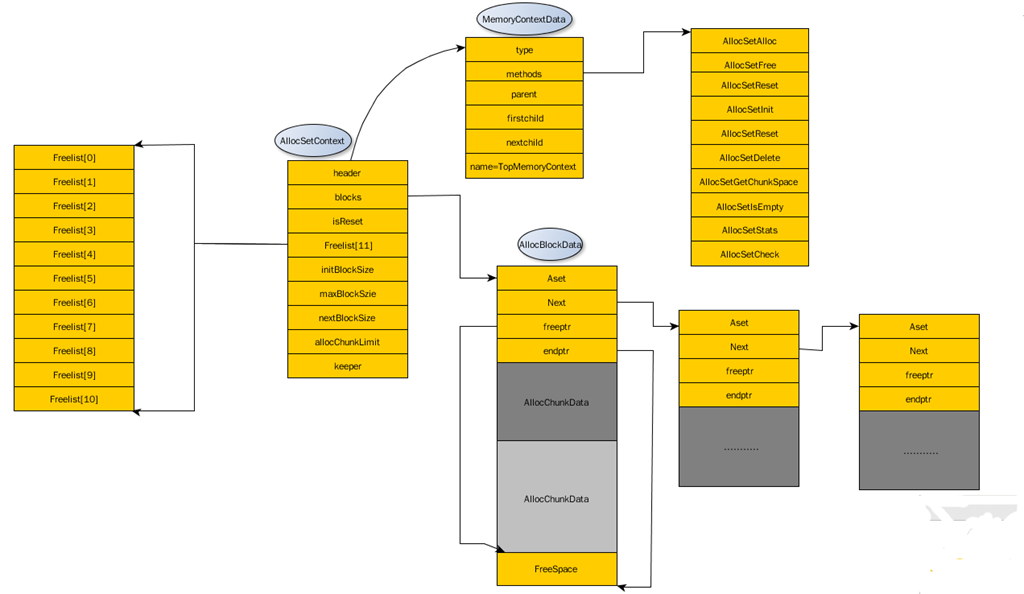 MemoryContextData
type
methods
parent
firstchild
nextchild
name=TopMemoryContext
AllocSetAlloc
AllocSetFree
AllocSetReset
AllocSetInit
AllocSetReset
AllocSetDelete
AllocSetGetChunkSpace
AllocSetIsEmpty
AllocSetStats
AllocSetCheck
AllocSetContext
header
blocks
isReset
Freelist[11]
initBlockSize
maxBlockSzie
nextBlockSize
allocChunkLimit
keeper
Freelist[0]
Freelist[1]
Freelist[2]
Freelist[3]
Freelist[4]
Freelist[5]
Freelist[6]
Freelist[7]
Freelist[8]
Freelist[9]
Freelist[10]
AllocBlockData
Aset
Next
freeptr
endptr
AllocChunkData
AllocChunkData
FreeSpace
Aset
Next
freeptr
endptr
...........
Aset
Next
freeptr
endptr
...........